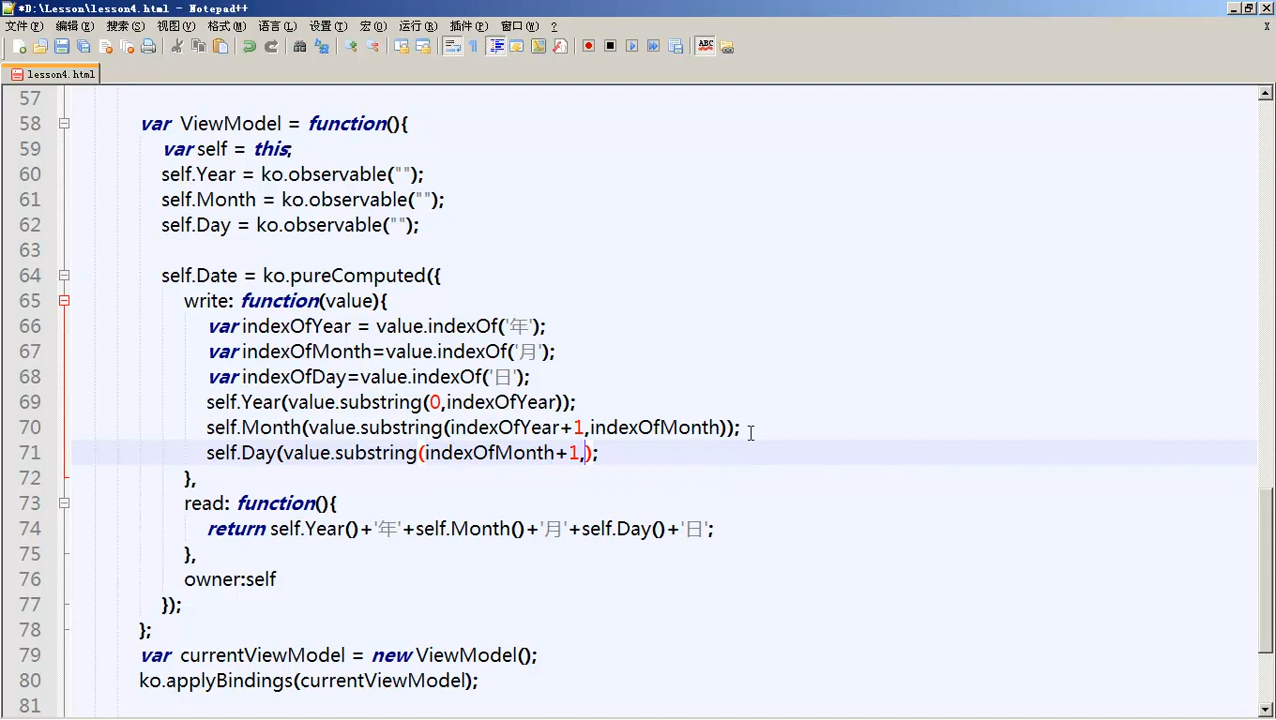 *D:\Lesson\lesson4.html - Notepad++
文件(F) 编辑(E) 搜索(S) 视图(V) 格式(M) 语言(L) 设置(T) 宏(O) 运行(R) 插件(P) 窗口(W) ?
X
ABC
lesson4.html
57
58 var ViewModel = function(){
59 var self = this;
60 self.Year = ko.observable("");
61 self.Month = ko.observable("");
62 self.Day = ko.observable("");
63
64 self.Date = ko.pureComputed({
65 write: function(value){
66 var indexOfYear = value.indexOf('年');
67 var indexOfMonth=value.indexOf('月');
68 var indexOfDay=value.indexOf('日');
69 self.Year(value.substring(0,indexOfYear));
70 self.Month(value.substring(indexOfYear+1,indexOfMonth));
71 self.Day(value.substring(indexOfMonth+1,);
72 },
73 read: function(){
74 return self.Year()+'年'+self.Month()+'月'+self.Day()+'日';
75 },
76 owner:self
77 });
78 };
79 var currentViewModel = new ViewModel();
80 ko.applyBindings(currentViewModel);
81